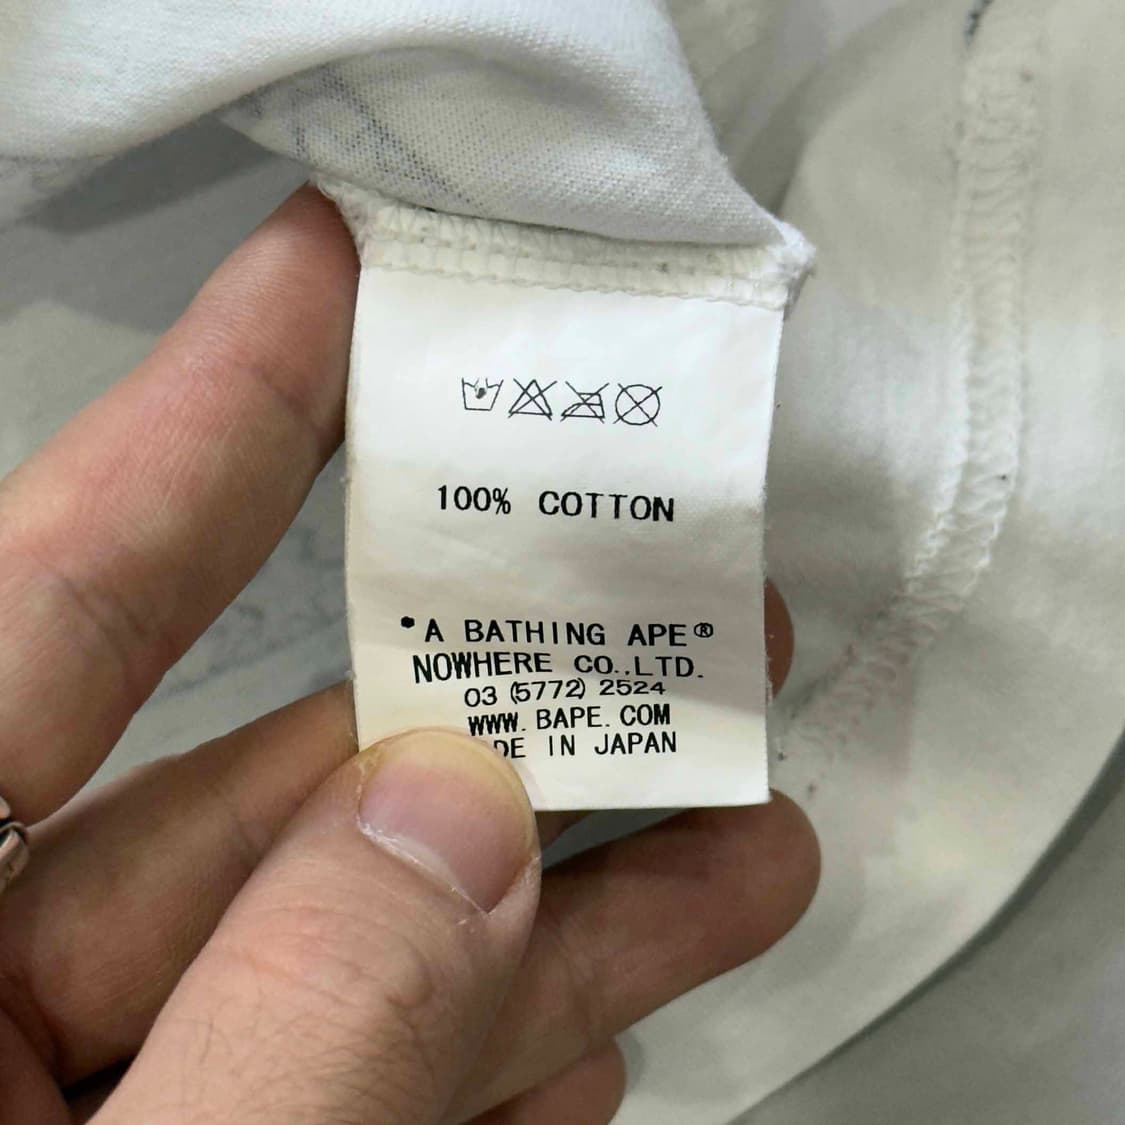 100% COTTON
"A BATHING APE®
NOWHERE CO.,LTD.
03 (5772) 2524
WWW.BAPE.COM
DE IN JAPAN